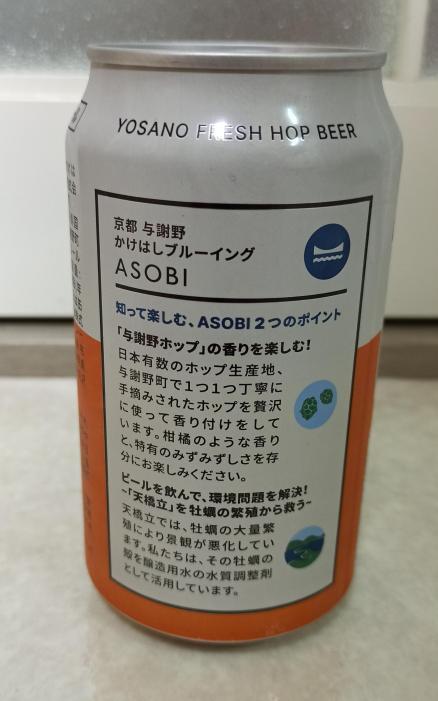 YOSANO FRESH HOP BEER
京都 与謝野
かけはしブルーイング
ASOBI
知って楽しむ、ASOBI 2つのポイント
「与謝野ホップ」の香りを楽しむ!
日本有数のホップ生産地、
与謝野町で1つ1つ丁寧に
手摘みされたホップを贅沢
に使って香り付けをして
います。柑橘のような香り
と、特有のみずみずしさを存
分にお楽しみください。
ビールを飲んで、環境問題を解決!
~「天橋立」を牡蠣の繁殖から救う~
天橋立では、牡蠣の大量繁
殖により景観が悪化してい
ます。私たちは、その牡蠣の
殻を醸造用水の水質調整剤
として活用しています。